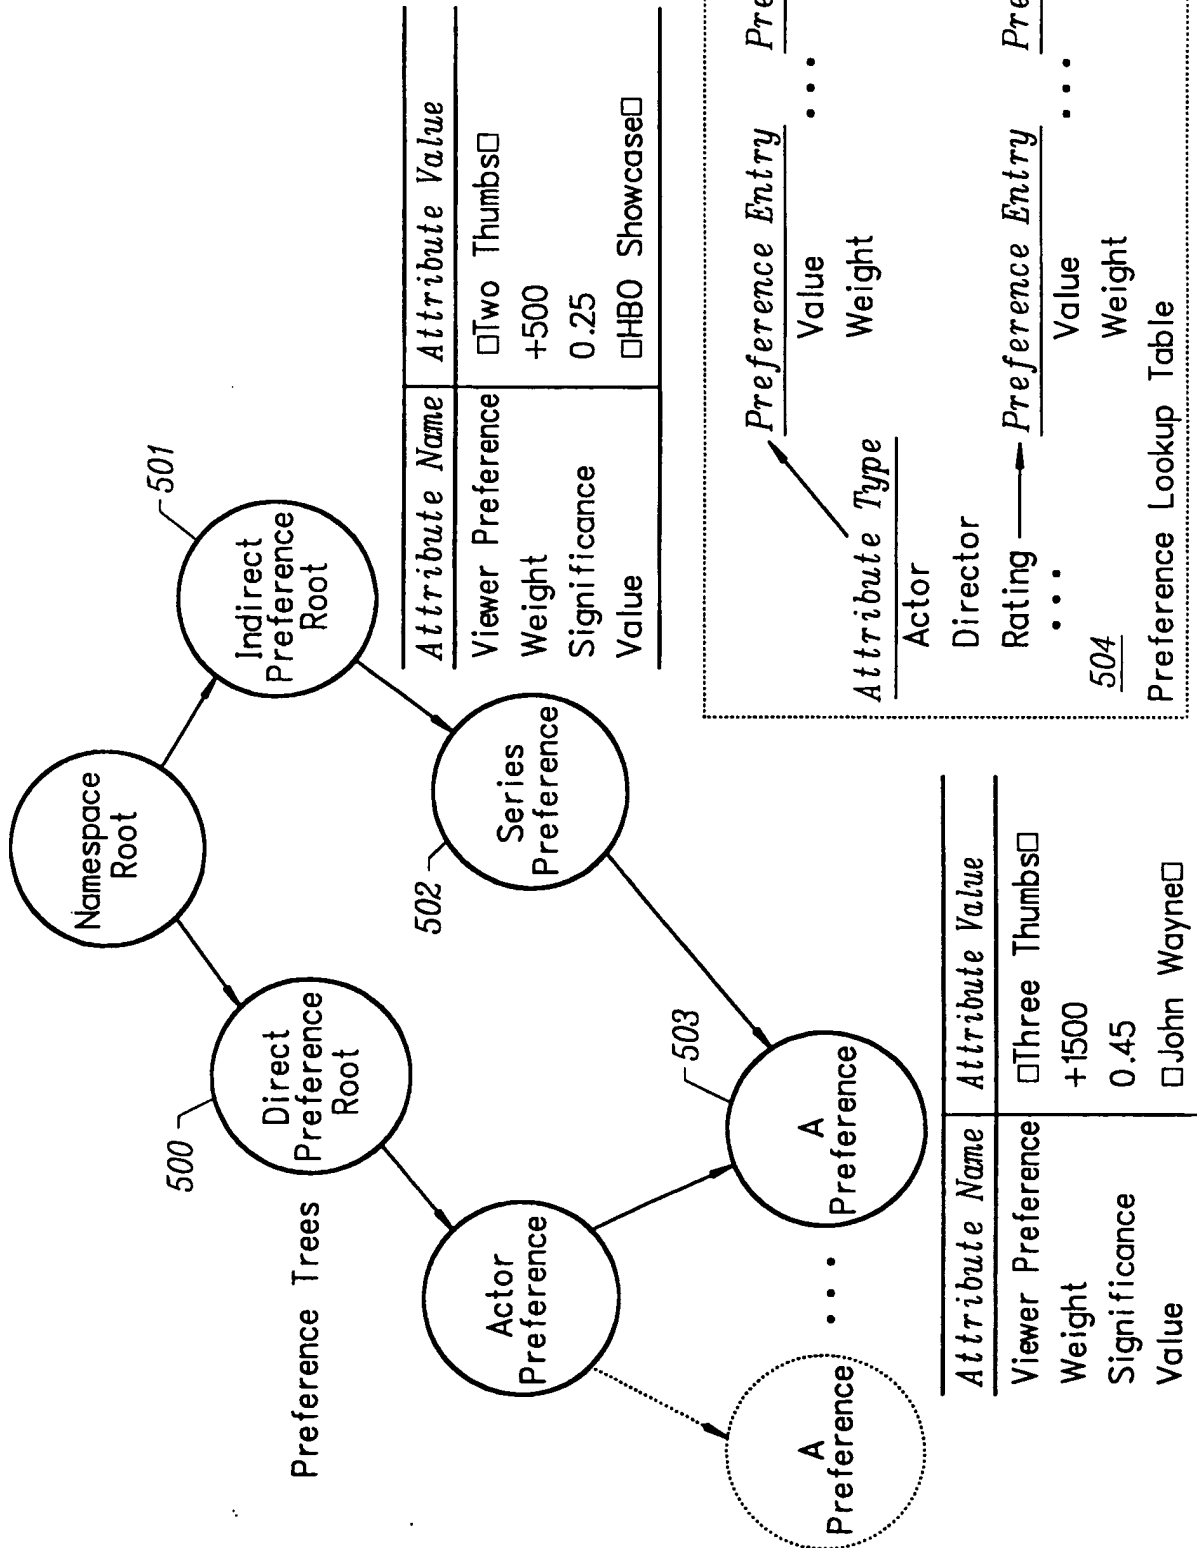 Preference Trees
Namespace
Root
500
Direct
Preference
Root
Indirect
Preference
Root
501
Actor
Preference
502
Series
Preference
A
Preference
• • •
A
Preference
503
Attribute Name Attribute Value
Viewer Preference □Two Thumbs□
Weight +500
Significance 0.25
Value □HBO Showcase□
Attribute Name Attribute Value
Viewer Preference □Three Thumbs□
Weight +1500
Significance 0.45
Value □John Wayne□
Attribute Type
Actor
Director
Rating
• • •
Preference Entry
Value • • •
Weight
Preference Entry
Value • • •
Weight
504
Preference Lookup Table